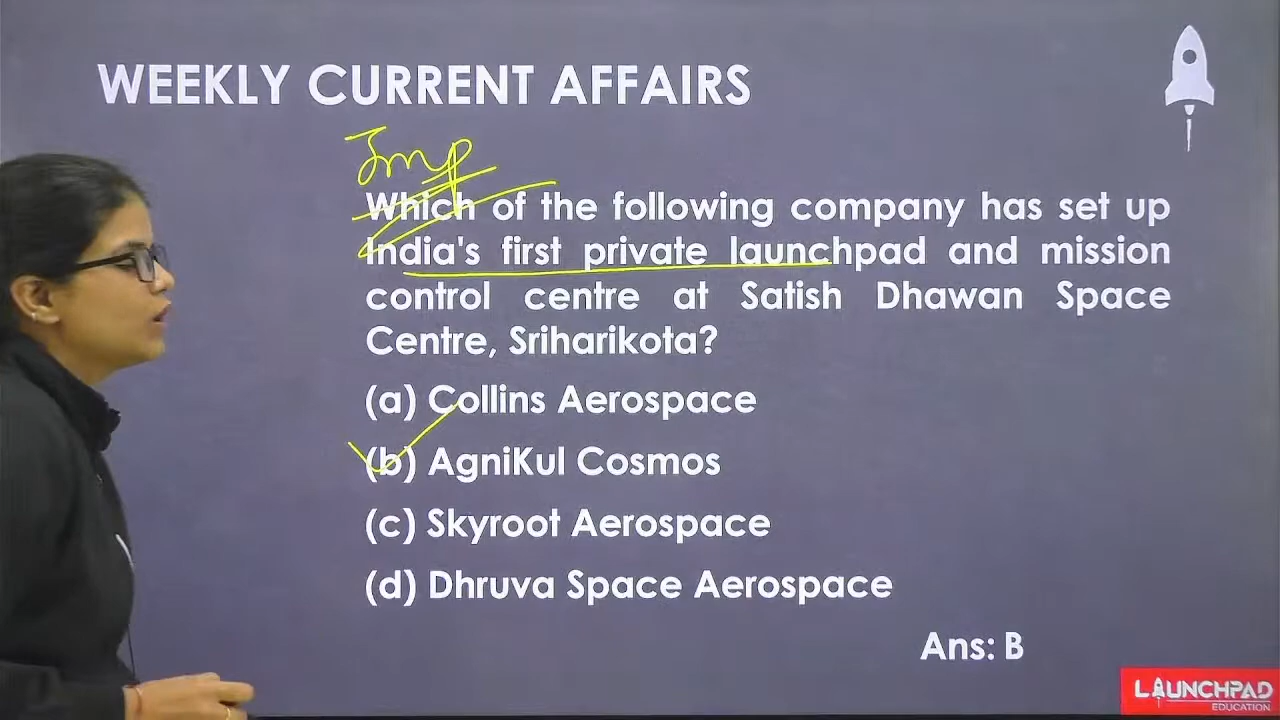 WEEKLY CURRENT AFFAIRS
Imp
Which of the following company has set up
India's first private launchpad and mission
control centre at Satish Dhawan Space
Centre, Sriharikota?
(a) Collins Aerospace
(b) AgniKul Cosmos
(c) Skyroot Aerospace
(d) Dhruva Space Aerospace
Ans: B
LAUNCHPAD
EDUCATION